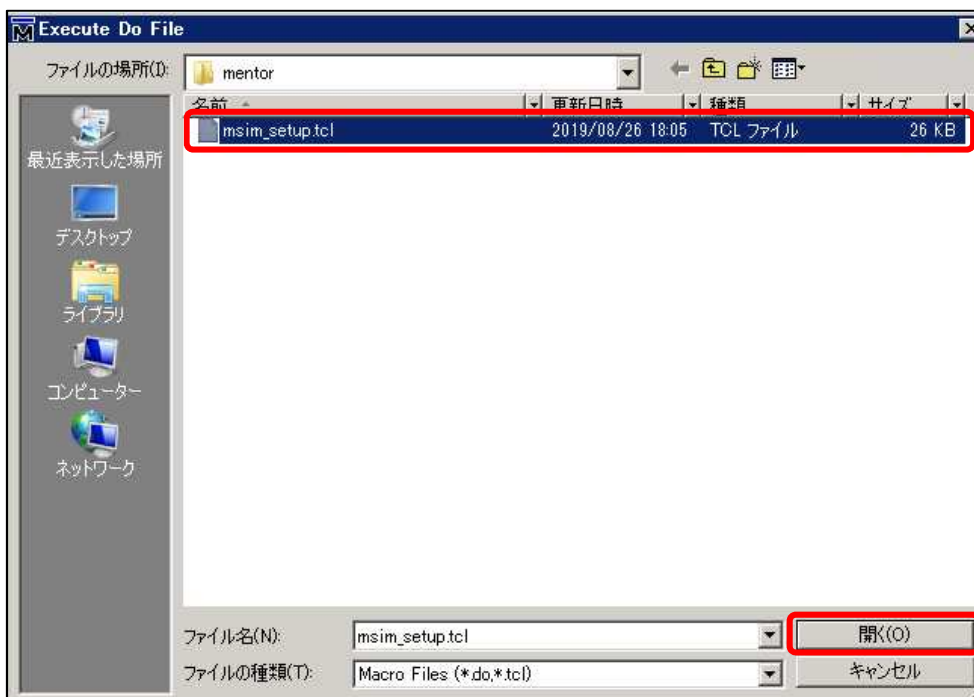 Execute Do File
ファイルの場所(I):
mentor
名前 更新日時 種類 サイズ
msim_setup.tcl 2019/08/26 18:05 TCL ファイル 26 KB
最近表示した場所
デスクトップ
ライブラリ
コンピューター
ネットワーク
ファイル名(N): msim_setup.tcl 開く(O)
ファイルの種類(T): Macro Files (*.do,*.tcl) キャンセル